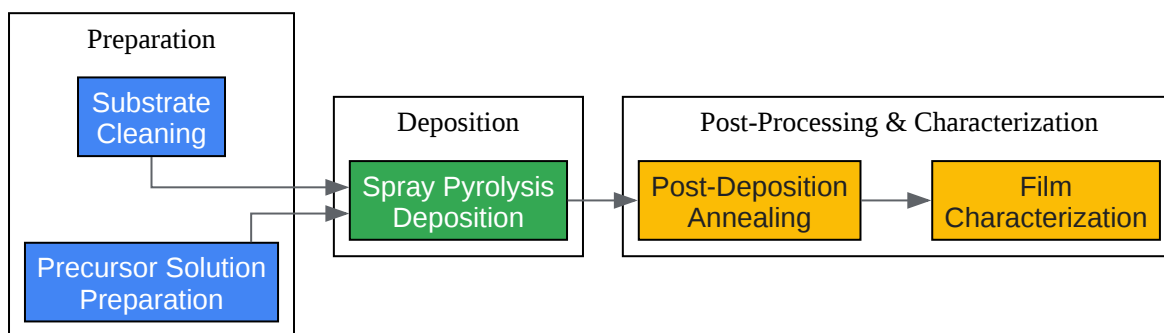 Preparation
Substrate
Cleaning
Precursor Solution
Preparation
Deposition
Spray Pyrolysis
Deposition
Post-Processing & Characterization
Post-Deposition
Annealing
Film
Characterization